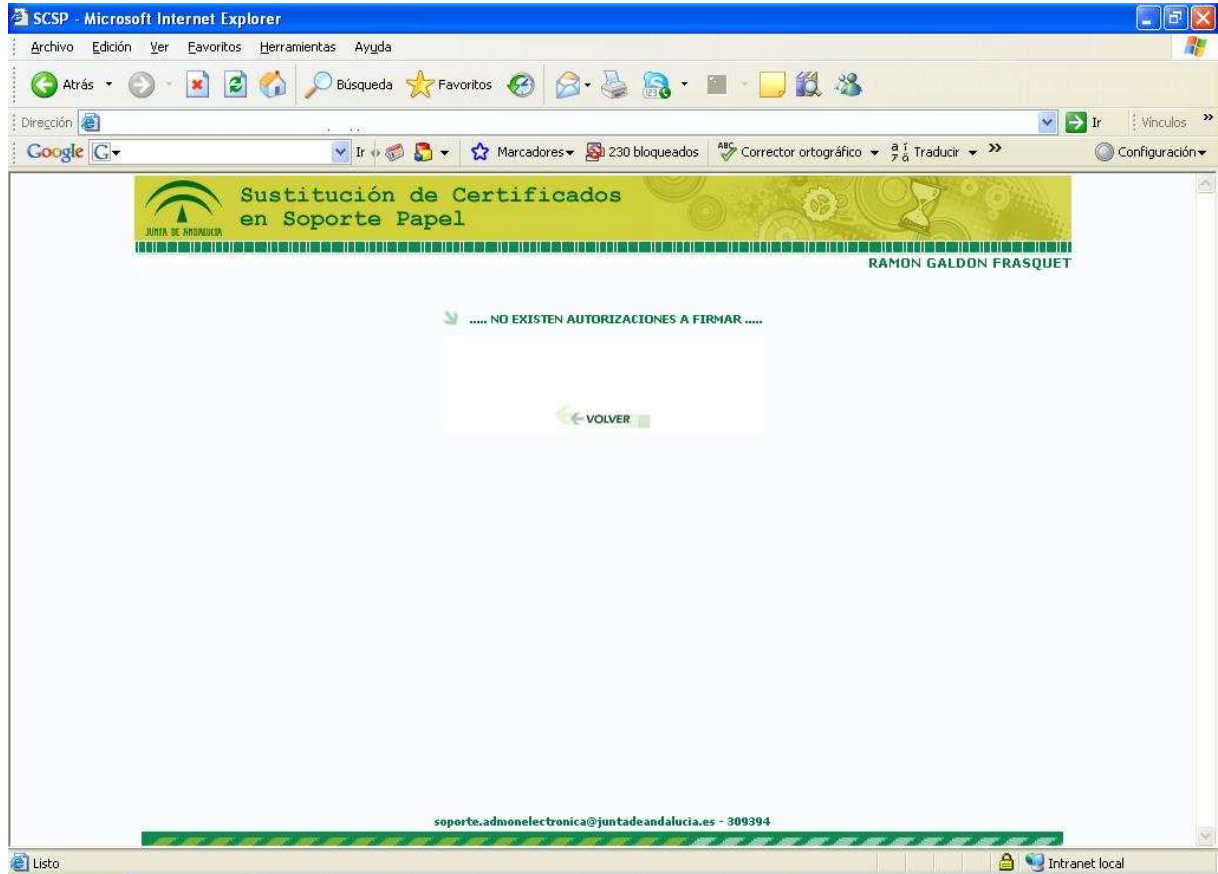 SCSP - Microsoft Internet Explorer
Archivo Edición Ver Favoritos Herramientas Ayuda
Atrás Búsqueda Favoritos
Dirección Ir Vínculos »
Google G Ir Marcadores 230 bloqueados ABC Corrector ortográfico Traducir » Configuración
Sustitución de Certificados
en Soporte Papel
JUNTA DE ANDALUCIA
RAMON GALDON FRASQUET
..... NO EXISTEN AUTORIZACIONES A FIRMAR .....
VOLVER
soporte.admonelectronica@juntadeandalucia.es - 309394
Listo Intranet local